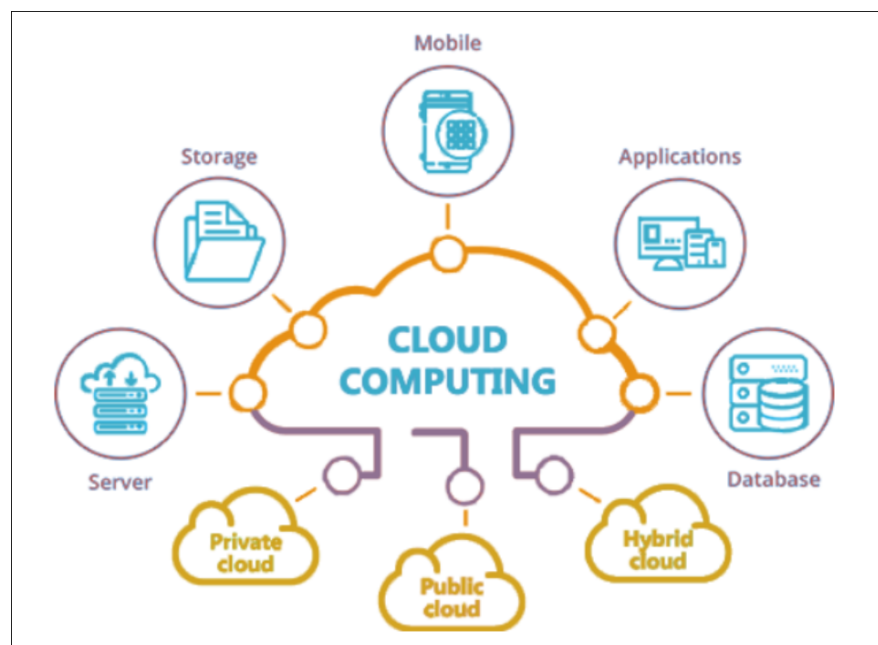 Mobile
Storage
Applications
CLOUD
COMPUTING
Server
Database
Private
cloud
Public
cloud
Hybrid
cloud